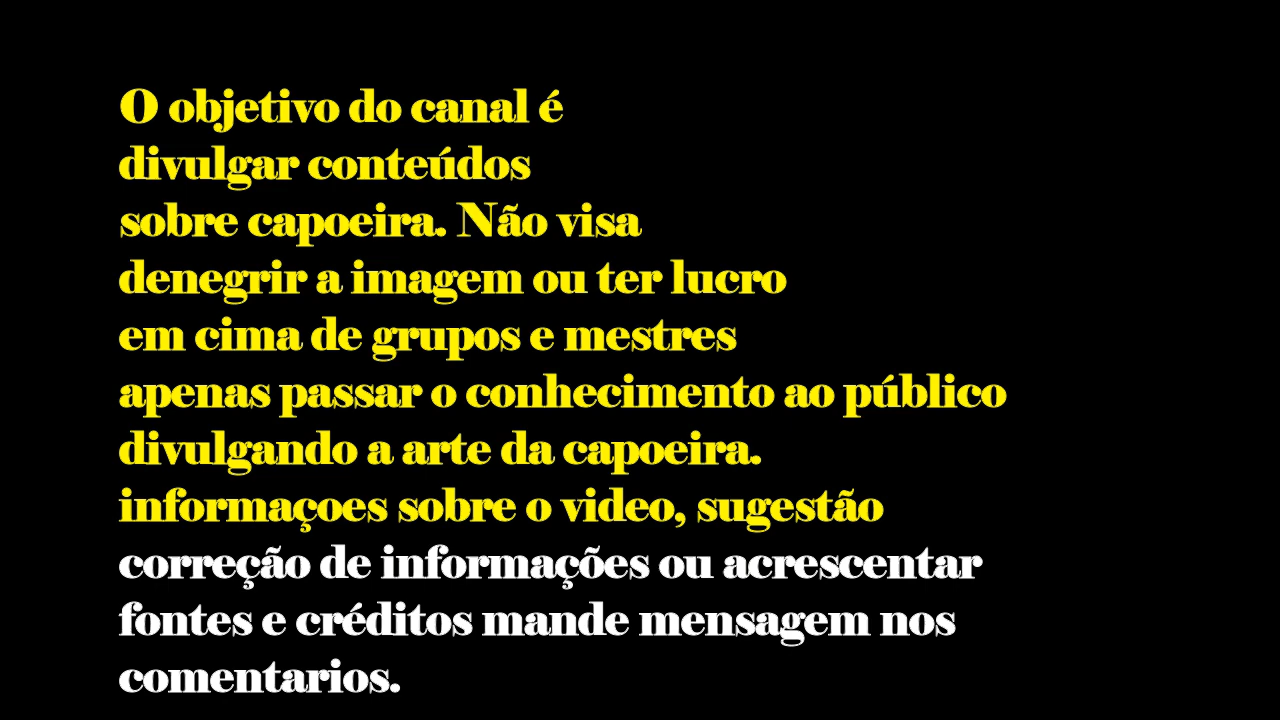 O objetivo do canal é
divulgar conteúdos
sobre capoeira. Não visa
denegrir a imagem ou ter lucro
em cima de grupos e mestres
apenas passar o conhecimento ao público
divulgando a arte da capoeira.
informaçoes sobre o video, sugestão
correção de informações ou acrescentar
fontes e créditos mande mensagem nos
comentarios.